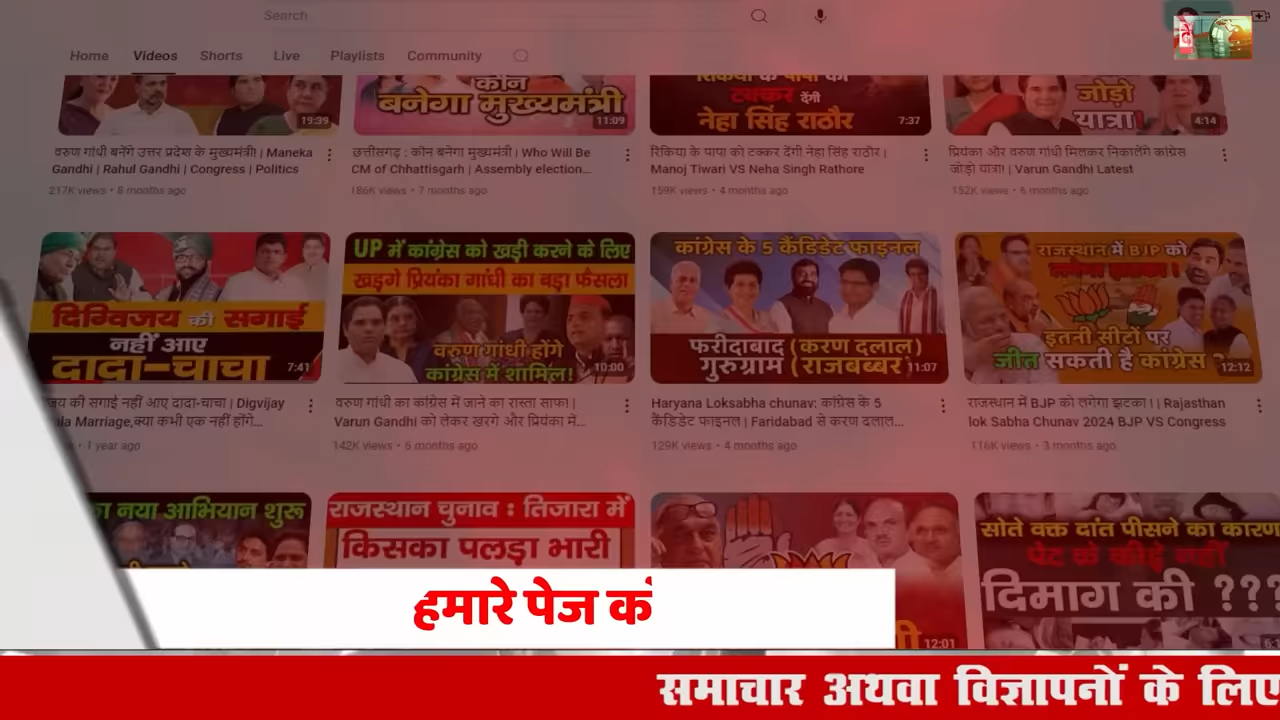 Search
Home Videos Shorts Live Playlists Community
कौन
बनेगा मुख्यमंत्री
टक्कर देंगी
नेहा सिंह राठौर
जोड़ो
यात्रा
19:39
11:09
7:37
4:14
वरुण गांधी बनेंगे उत्तर प्रदेश के मुख्यमंत्री! | Maneka
Gandhi | Rahul Gandhi | Congress | Politics
217K views • 8 months ago
छत्तीसगढ़ : कौन बनेगा मुख्यमंत्री | Who Will Be
CM of Chhattisgarh | Assembly election...
186K views • 7 months ago
रिंकिया के पापा को टक्कर देंगी नेहा सिंह राठौर |
Manoj Tiwari VS Neha Singh Rathore
159K views • 4 months ago
प्रियंका और वरुण गांधी मिलकर निकालेंगे कांग्रेस
जोड़ो यात्रा! | Varun Gandhi Latest
152K views • 6 months ago
दिग्विजय की सगाई
नहीं आए
दादा-चाचा
7:41
UP में कांग्रेस को खड़ी करने के लिए
खड़गे प्रियंका गांधी का बड़ा फैसला
वरुण गांधी होंगे
कांग्रेस में शामिल!
10:00
कांग्रेस के 5 कैंडिडेट फाइनल
फरीदाबाद (करण दलाल)
गुरुग्राम (राजबब्बर)
11:07
राजस्थान में BJP को
इतनी सीटों पर
जीत सकती है कांग्रेस ?
12:12
जय की सगाई नहीं आए दादा-चाचा | Digvijay
ala Marriage,क्या कभी एक नहीं होंगे...
• 1 year ago
वरुण गांधी का कांग्रेस में जाने का रास्ता साफ! |
Varun Gandhi को लेकर खरगे और प्रियंका में...
142K views • 6 months ago
Haryana Loksabha chunav: कांग्रेस के 5
कैंडिडेट फाइनल | Faridabad से करण दलाल...
129K views • 4 months ago
राजस्थान में BJP को लगेगा झटका ! | Rajasthan
lok Sabha Chunav 2024 BJP VS Congress
116K views • 3 months ago
का नया आभियान शुरू
राजस्थान चुनाव : तिजारा में
किसका पलड़ा भारी
12:01
सोते वक्त दांत पीसने का कारण
पेट के कीड़े नहीं
दिमाग की ???
हमारे पेज कं
समाचार अथवा विज्ञापनों के लिए